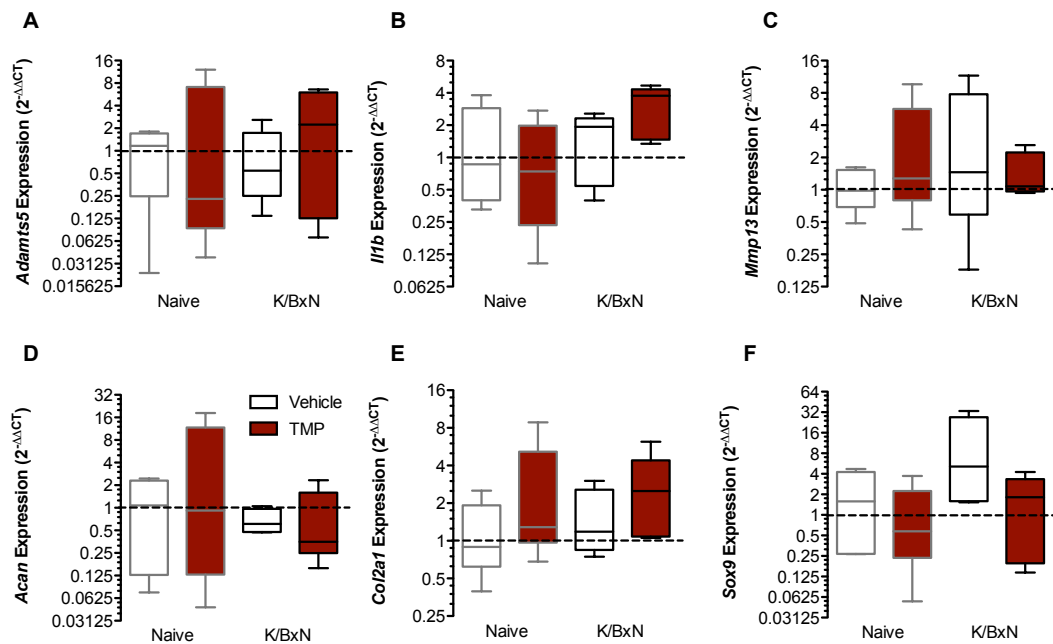 A
Adamts5 Expression (2^-ΔΔCT)
16
8
4
2
1
0.5
0.25
0.125
0.0625
0.03125
0.015625
Naive
K/BxN
B
Il1b Expression (2^-ΔΔCT)
8
4
2
1
0.5
0.25
0.125
0.0625
Naive
K/BxN
C
Mmp13 Expression (2^-ΔΔCT)
16
8
4
2
1
0.5
0.25
0.125
Naive
K/BxN
D
Acan Expression (2^-ΔΔCT)
32
16
8
4
2
1
0.5
0.25
0.125
0.0625
0.03125
Naive
K/BxN
Vehicle
TMP
E
Col2a1 Expression (2^-ΔΔCT)
16
8
4
2
1
0.5
0.25
Naive
K/BxN
F
Sox9 Expression (2^-ΔΔCT)
64
32
16
8
4
2
1
0.5
0.25
0.125
0.0625
0.03125
Naive
K/BxN